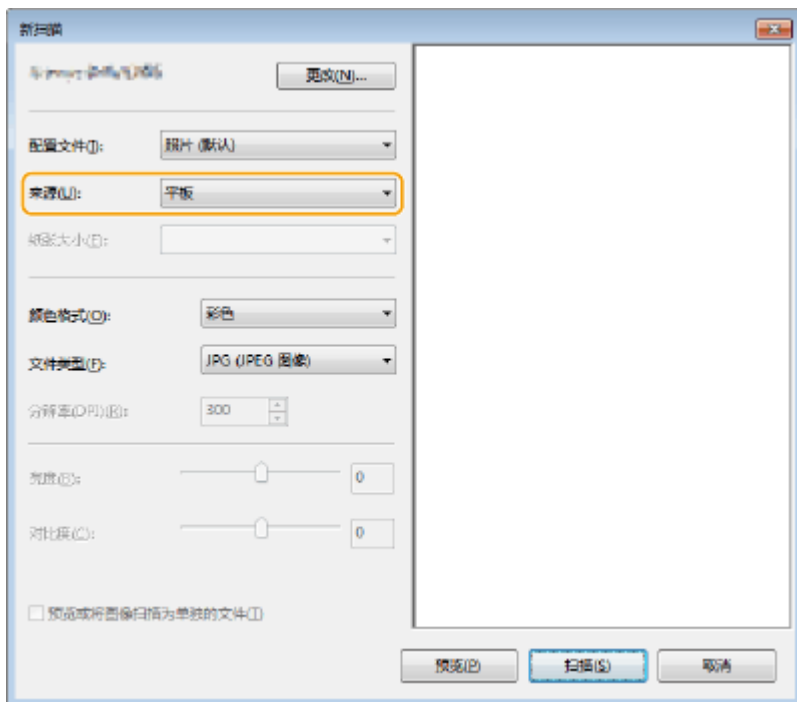 新扫描
更改(N)...
配置文件(I): 照片 (默认)
来源(U): 平板
纸张大小(E):
颜色格式(O): 彩色
文件类型(F): JPG (JPEG 图像)
分辨率(DPI)(R): 300
亮度(B): 0
对比度(C): 0
预览或将图像扫描为单独的文件(I)
预览(P) 扫描(S) 取消